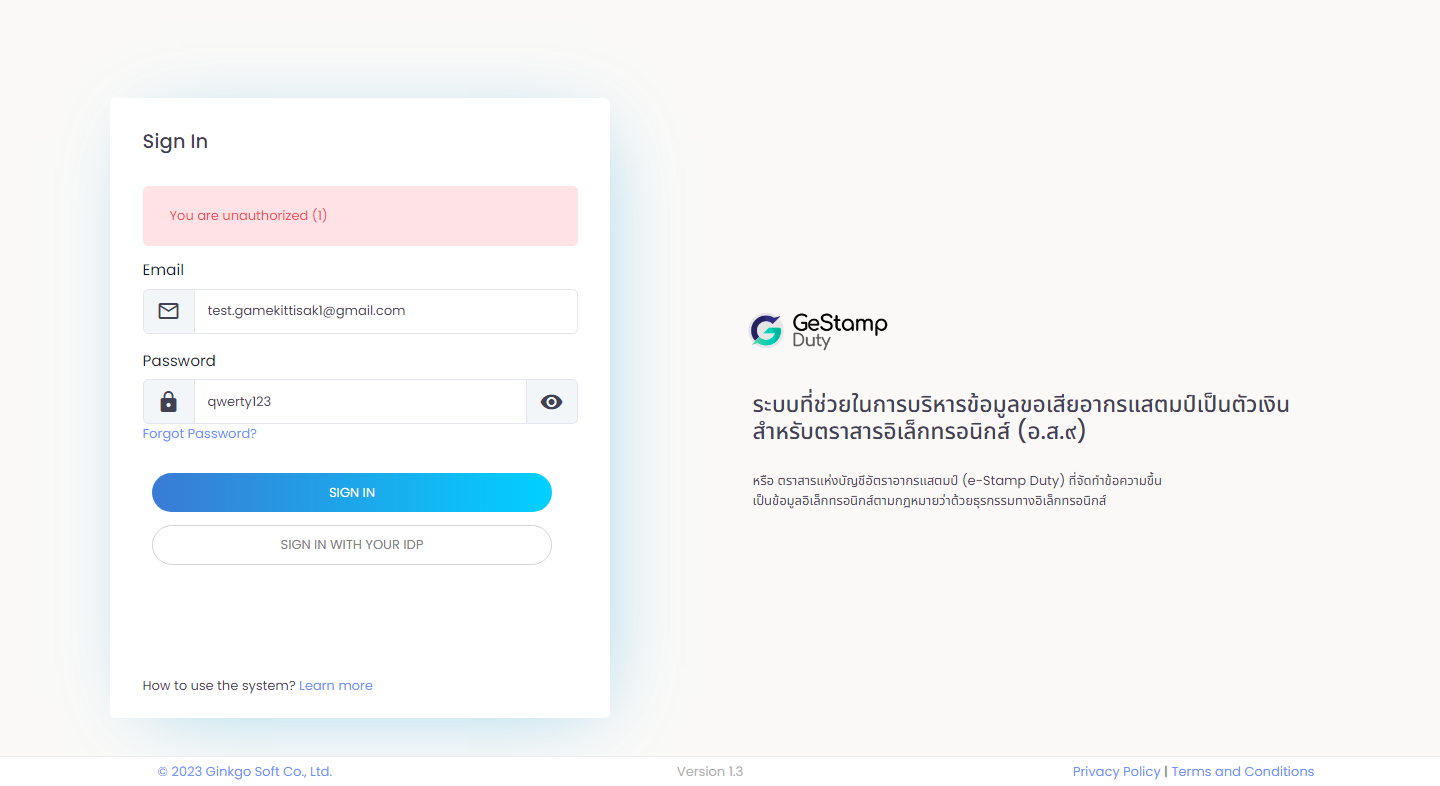 Sign In
You are unauthorized (1)
Email
test.gamekittisak1@gmail.com
Password
qwerty123
Forgot Password?
SIGN IN
SIGN IN WITH YOUR IDP
How to use the system? Learn more
GeStamp
Duty
ระบบที่ช่วยในการบริหารข้อมูลขอเสียอากรแสตมป์เป็นตัวเงิน
สำหรับตราสารอิเล็กทรอนิกส์ (อ.ส.๙)
หรือ ตราสารแห่งบัญชีอัตราอากรแสตมป์ (e-Stamp Duty) ที่จัดทำข้อความขึ้น
เป็นข้อมูลอิเล็กทรอนิกส์ตามกฎหมายว่าด้วยธุรกรรมทางอิเล็กทรอนิกส์
© 2023 Ginkgo Soft Co., Ltd.
Version 1.3
Privacy Policy | Terms and Conditions